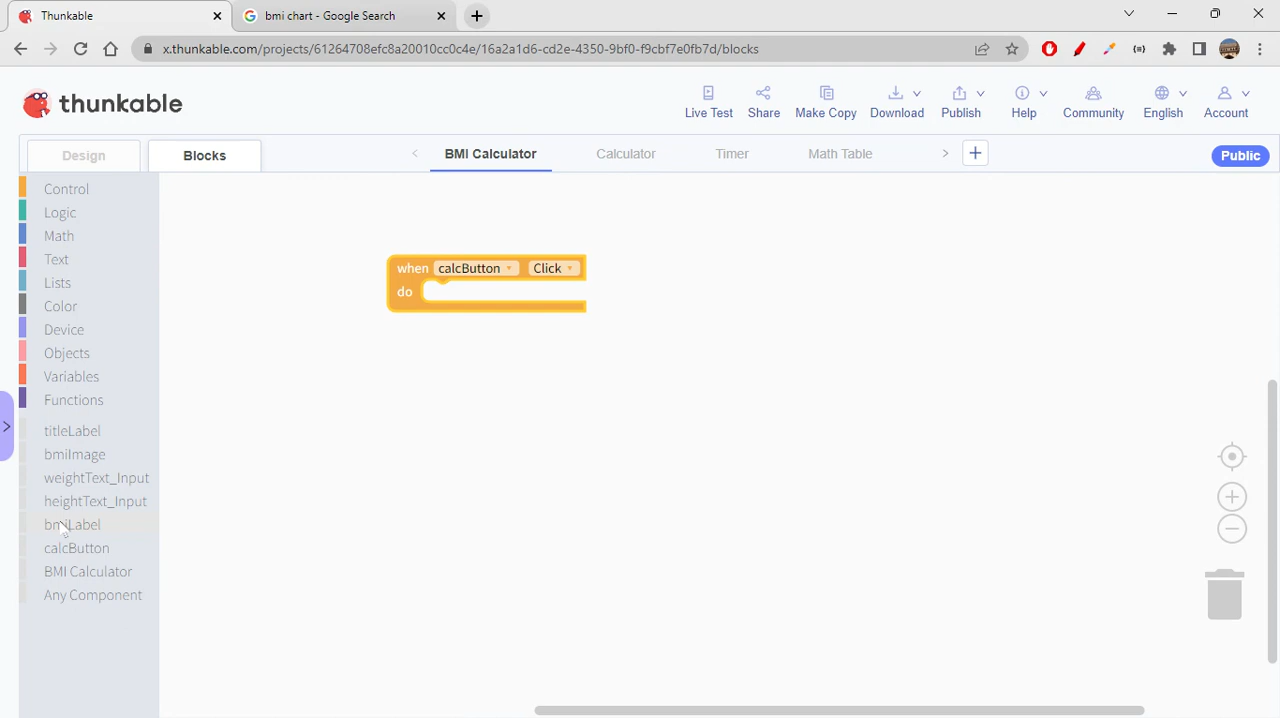 Thunkable
bmi chart - Google Search
x.thunkable.com/projects/61264708efc8a20010cc0c4e/16a2a1d6-cd2e-4350-9bf0-f9cbf7e0fb7d/blocks
thunkable
Live Test
Share
Make Copy
Download
Publish
Help
Community
English
Account
Design
Blocks
BMI Calculator
Calculator
Timer
Math Table
Public
Control
Logic
Math
Text
Lists
Color
Device
Objects
Variables
Functions
titleLabel
bmiImage
weightText_Input
heightText_Input
bmiLabel
calcButton
BMI Calculator
Any Component
when calcButton Click
do